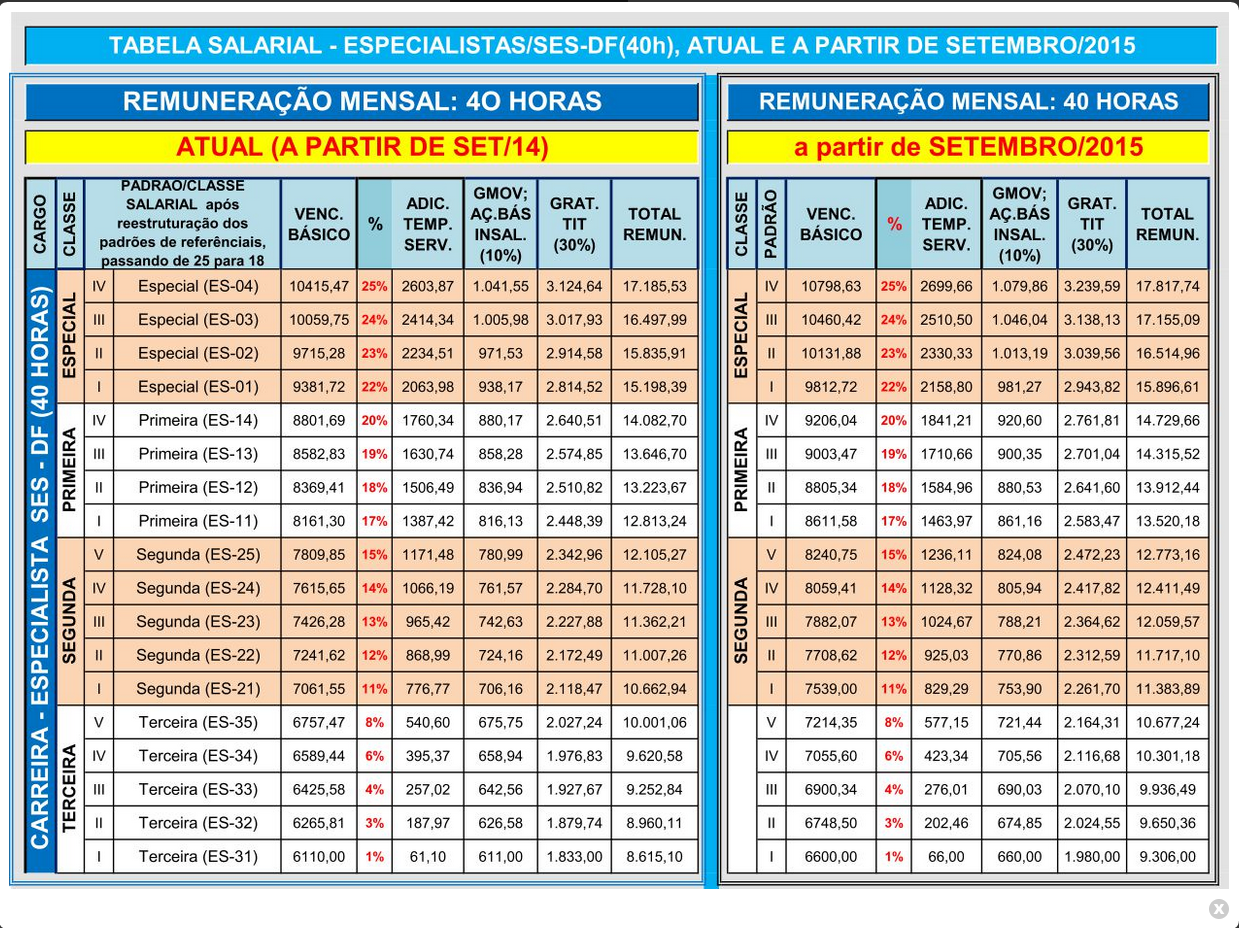 TABELA SALARIAL - ESPECIALISTAS/SES-DF(40h), ATUAL E A PARTIR DE SETEMBRO/2015
REMUNERAÇÃO MENSAL: 4O HORAS
ATUAL (A PARTIR DE SET/14)
CARGO CLASSE PADRÃO/CLASSE SALARIAL após reestruturação dos padrões de referênciais, passando de 25 para 18 VENC. BÁSICO % ADIC. TEMP. SERV. GMOV; AÇ.BÁS INSAL. (10%) GRAT. TIT (30%) TOTAL REMUN.
CARREIRA - ESPECIALISTA SES - DF (40 HORAS)
ESPECIAL
IV Especial (ES-04) 10415,47 25% 2603,87 1.041,55 3.124,64 17.185,53
III Especial (ES-03) 10059,75 24% 2414,34 1.005,98 3.017,93 16.497,99
II Especial (ES-02) 9715,28 23% 2234,51 971,53 2.914,58 15.835,91
I Especial (ES-01) 9381,72 22% 2063,98 938,17 2.814,52 15.198,39
PRIMEIRA
IV Primeira (ES-14) 8801,69 20% 1760,34 880,17 2.640,51 14.082,70
III Primeira (ES-13) 8582,83 19% 1630,74 858,28 2.574,85 13.646,70
II Primeira (ES-12) 8369,41 18% 1506,49 836,94 2.510,82 13.223,67
I Primeira (ES-11) 8161,30 17% 1387,42 816,13 2.448,39 12.813,24
SEGUNDA
V Segunda (ES-25) 7809,85 15% 1171,48 780,99 2.342,96 12.105,27
IV Segunda (ES-24) 7615,65 14% 1066,19 761,57 2.284,70 11.728,10
III Segunda (ES-23) 7426,28 13% 965,42 742,63 2.227,88 11.362,21
II Segunda (ES-22) 7241,62 12% 868,99 724,16 2.172,49 11.007,26
I Segunda (ES-21) 7061,55 11% 776,77 706,16 2.118,47 10.662,94
TERCEIRA
V Terceira (ES-35) 6757,47 8% 540,60 675,75 2.027,24 10.001,06
IV Terceira (ES-34) 6589,44 6% 395,37 658,94 1.976,83 9.620,58
III Terceira (ES-33) 6425,58 4% 257,02 642,56 1.927,67 9.252,84
II Terceira (ES-32) 6265,81 3% 187,97 626,58 1.879,74 8.960,11
I Terceira (ES-31) 6110,00 1% 61,10 611,00 1.833,00 8.615,10
REMUNERAÇÃO MENSAL: 40 HORAS
a partir de SETEMBRO/2015
CLASSE PADRÃO VENC. BÁSICO % ADIC. TEMP. SERV. GMOV; AÇ.BÁS INSAL. (10%) GRAT. TIT (30%) TOTAL REMUN.
ESPECIAL
IV 10798,63 25% 2699,66 1.079,86 3.239,59 17.817,74
III 10460,42 24% 2510,50 1.046,04 3.138,13 17.155,09
II 10131,88 23% 2330,33 1.013,19 3.039,56 16.514,96
I 9812,72 22% 2158,80 981,27 2.943,82 15.896,61
PRIMEIRA
IV 9206,04 20% 1841,21 920,60 2.761,81 14.729,66
III 9003,47 19% 1710,66 900,35 2.701,04 14.315,52
II 8805,34 18% 1584,96 880,53 2.641,60 13.912,44
I 8611,58 17% 1463,97 861,16 2.583,47 13.520,18
SEGUNDA
V 8240,75 15% 1236,11 824,08 2.472,23 12.773,16
IV 8059,41 14% 1128,32 805,94 2.417,82 12.411,49
III 7882,07 13% 1024,67 788,21 2.364,62 12.059,57
II 7708,62 12% 925,03 770,86 2.312,59 11.717,10
I 7539,00 11% 829,29 753,90 2.261,70 11.383,89
V 7214,35 8% 577,15 721,44 2.164,31 10.677,24
IV 7055,60 6% 423,34 705,56 2.116,68 10.301,18
III 6900,34 4% 276,01 690,03 2.070,10 9.936,49
II 6748,50 3% 202,46 674,85 2.024,55 9.650,36
I 6600,00 1% 66,00 660,00 1.980,00 9.306,00